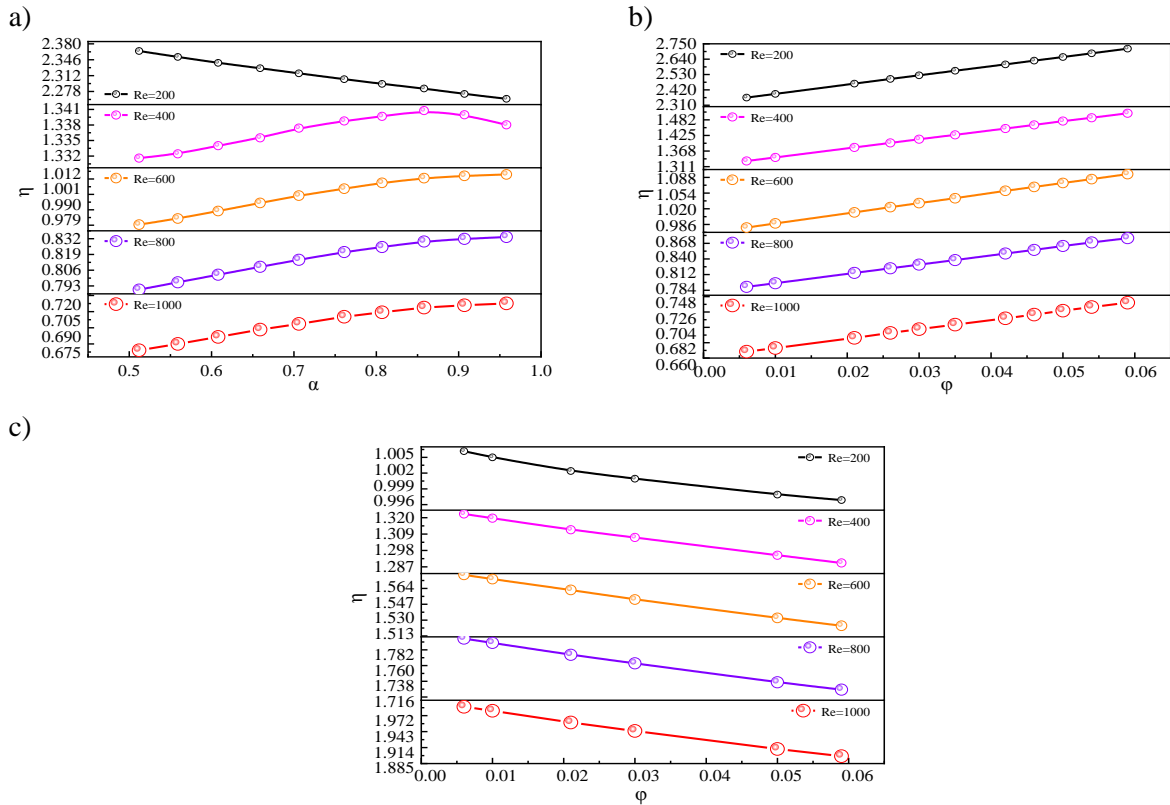 a)
η
2.380
2.346
2.312
2.278
Re=200
1.341
1.338
1.335
1.332
Re=400
1.012
1.001
0.990
0.979
Re=600
0.832
0.819
0.806
0.793
Re=800
0.720
0.705
0.690
0.675
Re=1000
η
0.5 0.6 0.7 0.8 0.9 1.0
α
b)
η
2.750
2.640
2.530
2.420
2.310
Re=200
1.482
1.425
1.368
1.311
Re=400
1.088
1.054
1.020
0.986
Re=600
0.868
0.840
0.812
0.784
Re=800
0.748
0.726
0.704
0.682
0.660
Re=1000
η
0.00 0.01 0.02 0.03 0.04 0.05 0.06
φ
c)
1.005
1.002
0.999
0.996
Re=200
1.320
1.309
1.298
1.287
Re=400
1.564
1.547
1.530
1.513
Re=600
1.782
1.760
1.738
1.716
Re=800
1.972
1.943
1.914
1.885
Re=1000
η
0.00 0.01 0.02 0.03 0.04 0.05 0.06
φ